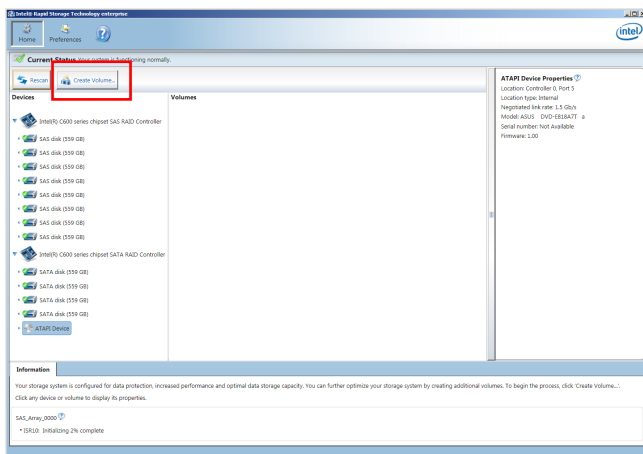 Intel® Rapid Storage Technology enterprise
Home
Preferences
intel
Current Status Your system is functioning normally.
Rescan
Create Volume...
Devices
Volumes
Intel(R) C600 series chipset SAS RAID Controller
SAS disk (559 GB)
SAS disk (559 GB)
SAS disk (559 GB)
SAS disk (559 GB)
SAS disk (559 GB)
SAS disk (559 GB)
SAS disk (559 GB)
SAS disk (559 GB)
Intel(R) C600 series chipset SATA RAID Controller
SATA disk (559 GB)
SATA disk (559 GB)
SATA disk (559 GB)
SATA disk (559 GB)
ATAPI Device
ATAPI Device Properties
Location: Controller 0, Port 5
Location type: Internal
Negotiated link rate: 1.5 Gb/s
Model: ASUS DVD-E818A7T a
Serial number: Not Available
Firmware: 1.00
Information
Your storage system is configured for data protection, increased performance and optimal data storage capacity. You can further optimize your storage system by creating additional volumes. To begin the process, click 'Create Volume...'.
Click any device or volume to display its properties.
SAS_Array_0000
• ISR10: Initializing 2% complete